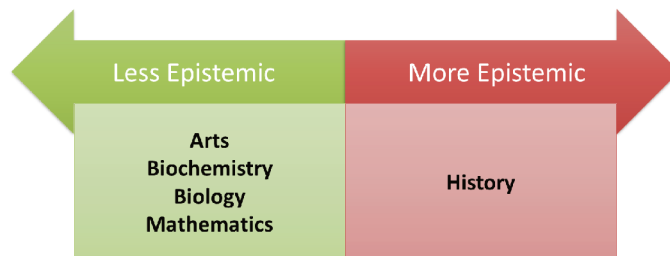 Less Epistemic
More Epistemic
Arts
Biochemistry
Biology
Mathematics
History